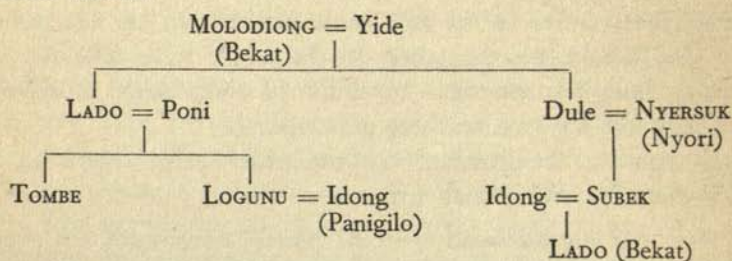 MOLODIONG = Yide
(Bekat)
LADO = Poni Dule = NYERSUK
(Nyori)
TOMBE LOGUNU = Idong Idong = SUBEK
(Panigilo)
LADO (Bekat)